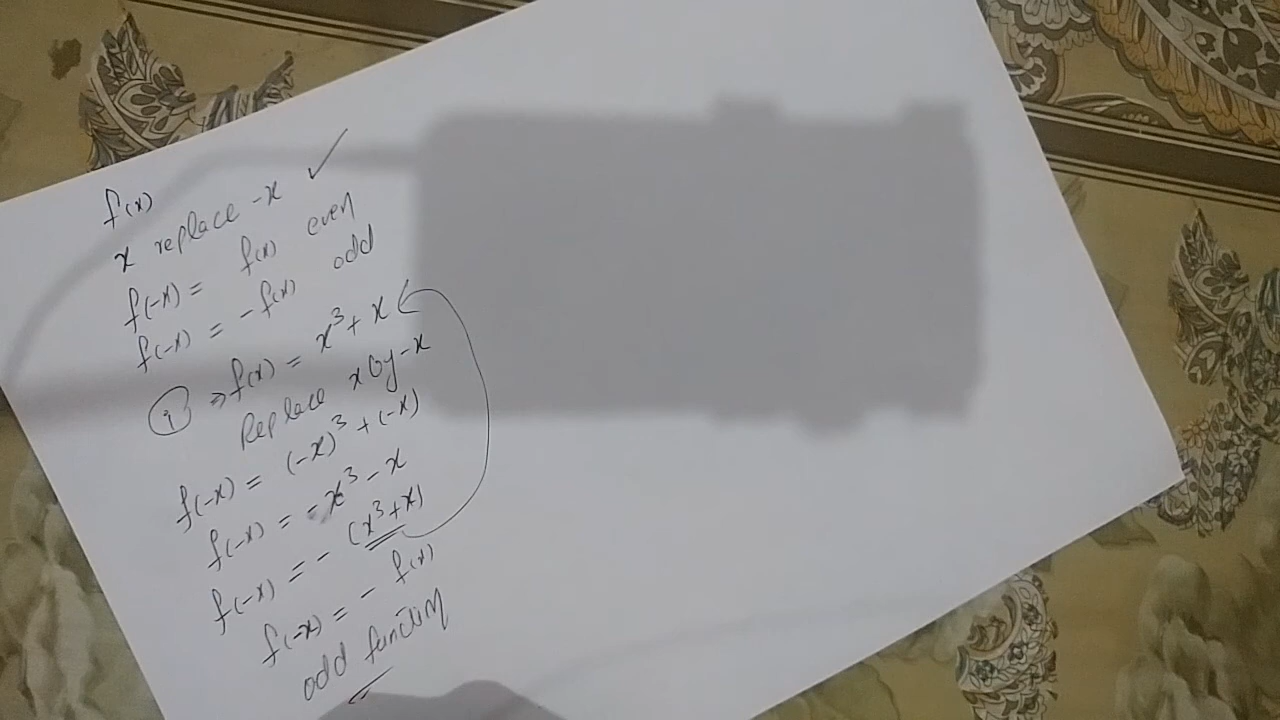 f(x)
x replace -x ✓
f(-x) = f(x) even
f(-x) = -f(x) odd
(i) ⇒ f(x) = x³ + x
Replace x by -x
f(-x) = (-x)³ + (-x)
f(-x) = -x³ - x
f(-x) = - (x³+x)
f(-x) = - f(x)
odd function